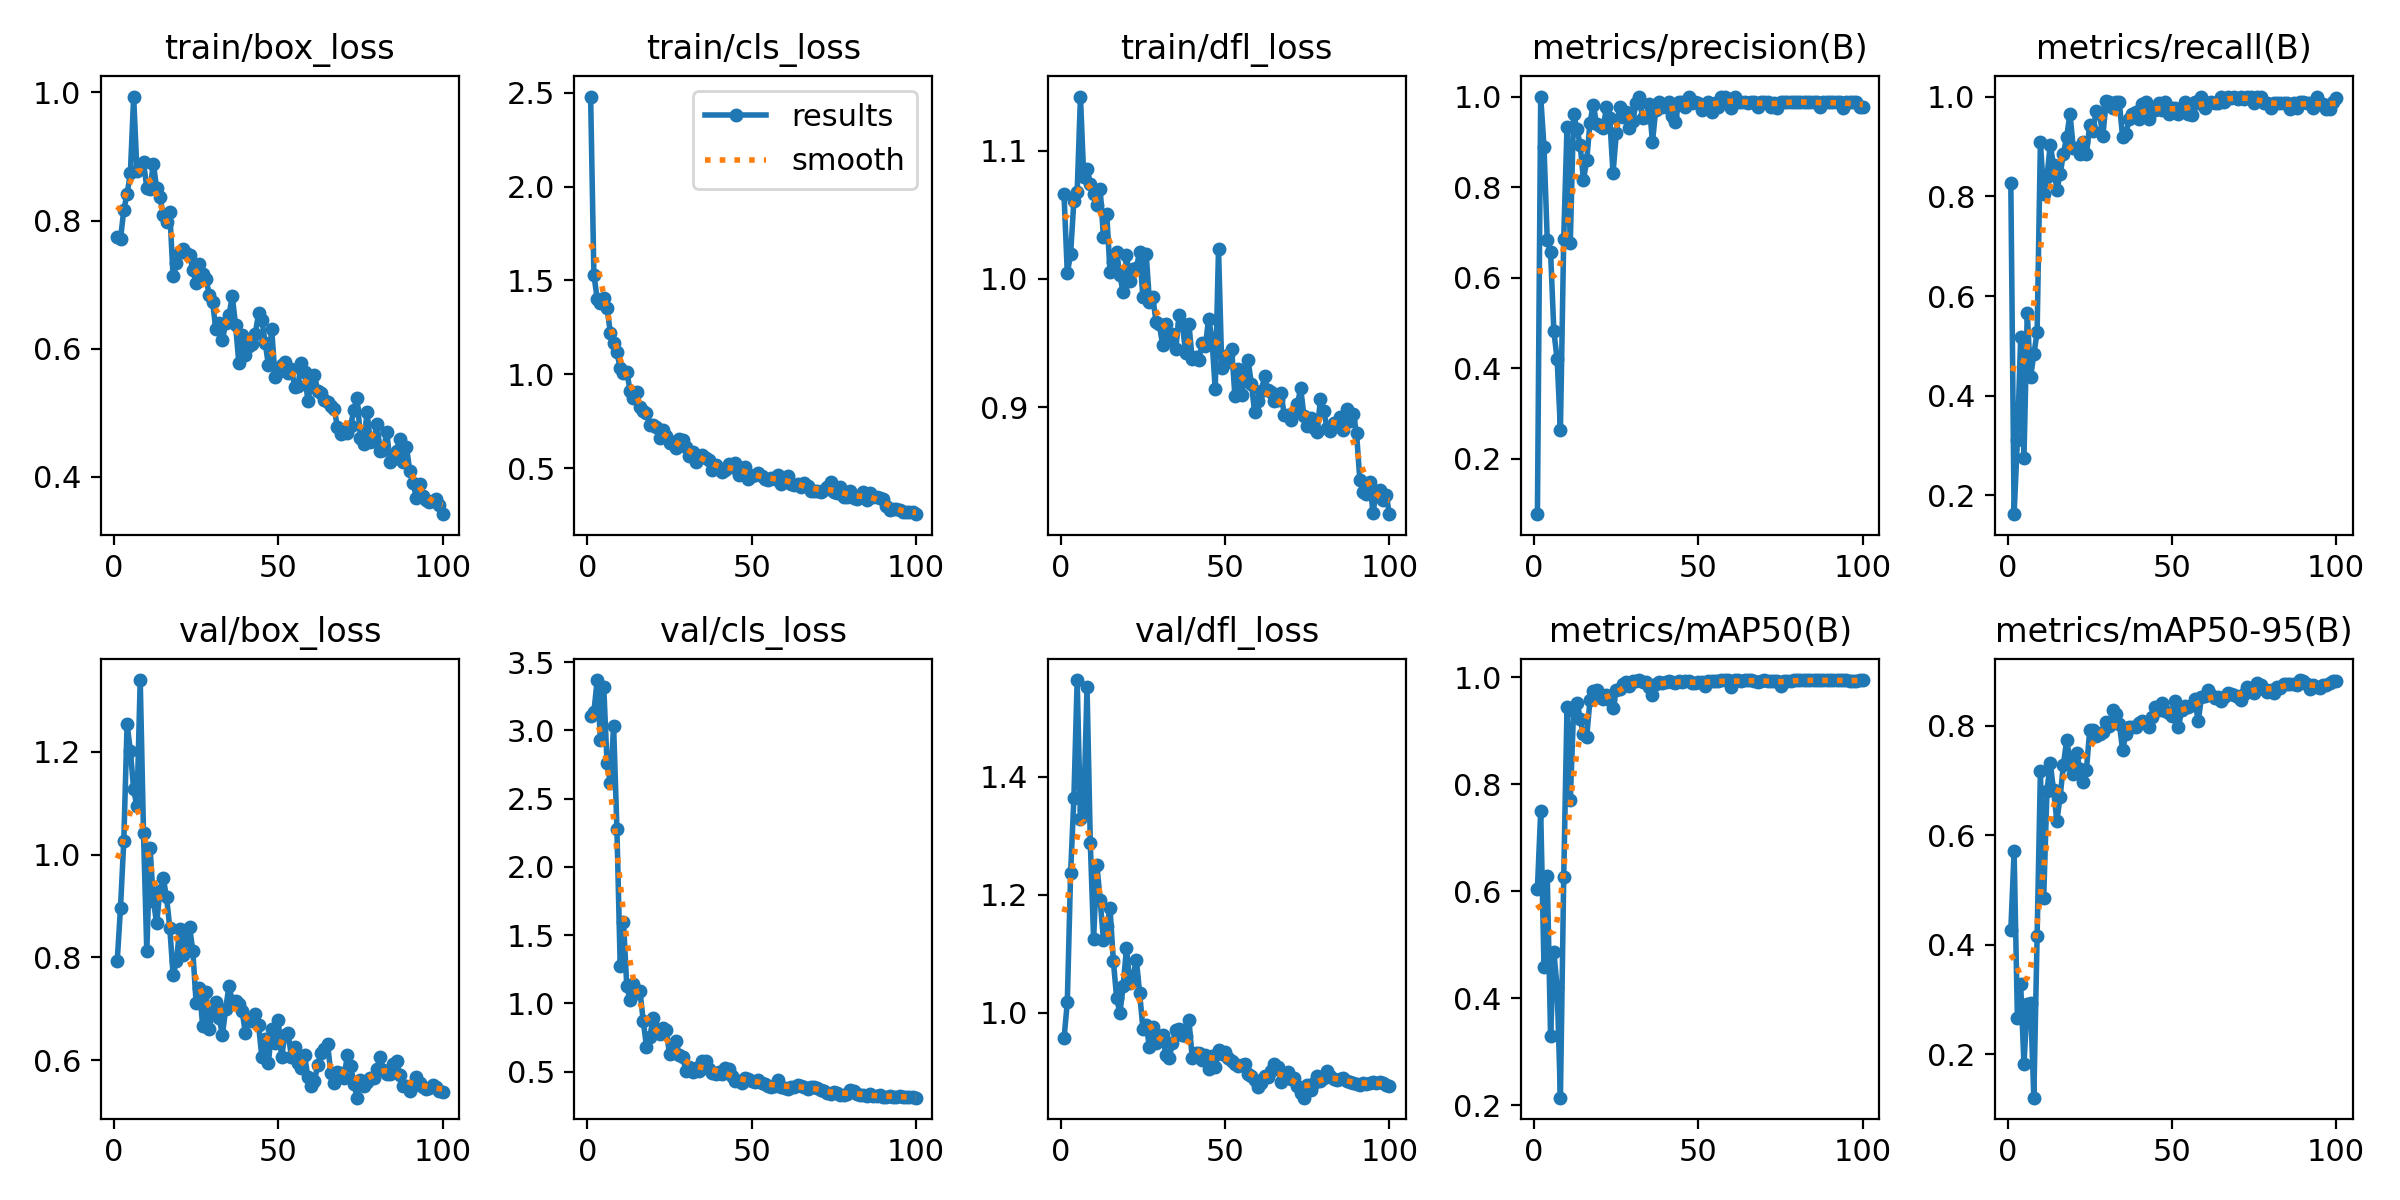 train/box_loss
1.0
0.8
0.6
0.4
0 50 100
train/cls_loss
2.5
2.0
1.5
1.0
0.5
0 50 100
results
smooth
train/dfl_loss
1.1
1.0
0.9
0 50 100
metrics/precision(B)
1.0
0.8
0.6
0.4
0.2
0 50 100
metrics/recall(B)
1.0
0.8
0.6
0.4
0.2
0 50 100
val/box_loss
1.2
1.0
0.8
0.6
0 50 100
val/cls_loss
3.5
3.0
2.5
2.0
1.5
1.0
0.5
0 50 100
val/dfl_loss
1.4
1.2
1.0
0 50 100
metrics/mAP50(B)
1.0
0.8
0.6
0.4
0.2
0 50 100
metrics/mAP50-95(B)
0.8
0.6
0.4
0.2
0 50 100